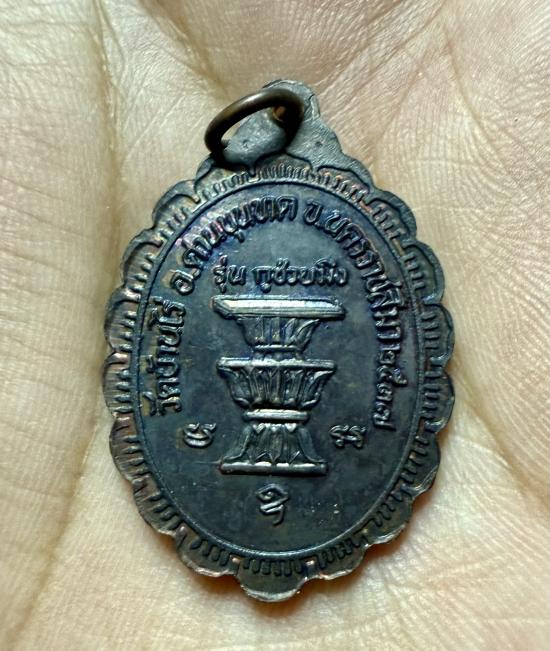 วัดบ้านไร่ อ.ด่านขุนทด จ.นครราชสีมา ๒๕๓๗
รุ่น กูช่วยมึง